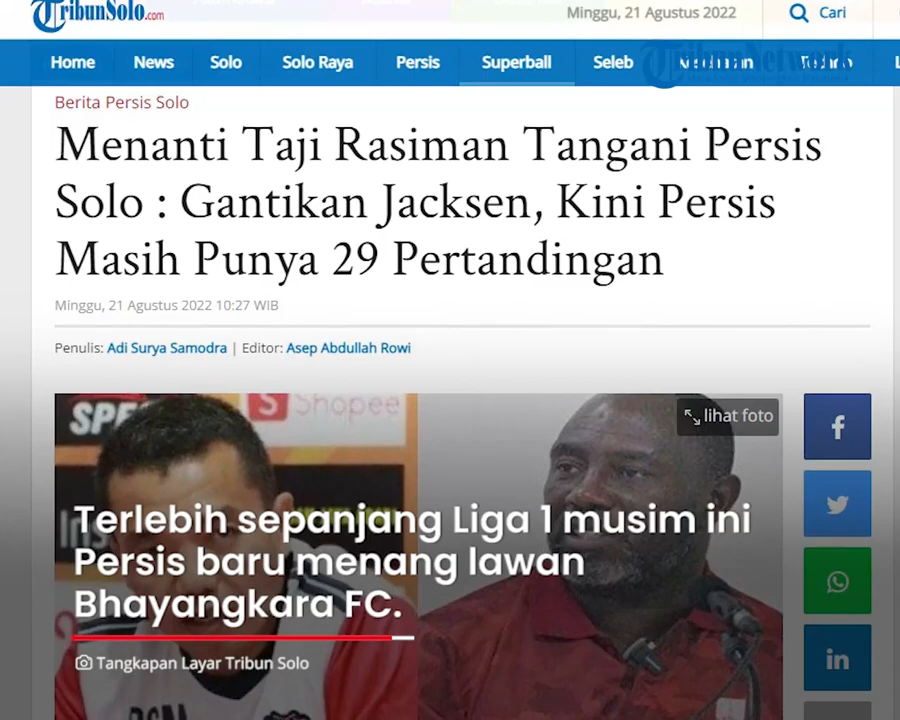 TribunSolo.com
Minggu, 21 Agustus 2022
Cari
Home News Solo Solo Raya Persis Superball Seleb
TribunNetwork
Berita Persis Solo
Menanti Taji Rasiman Tangani Persis
Solo : Gantikan Jacksen, Kini Persis
Masih Punya 29 Pertandingan
Minggu, 21 Agustus 2022 10:27 WIB
Penulis: Adi Surya Samodra | Editor: Asep Abdullah Rowi
Shopee
lihat foto
Terlebih sepanjang Liga 1 musim ini
Persis baru menang lawan
Bhayangkara FC.
Tangkapan Layar Tribun Solo